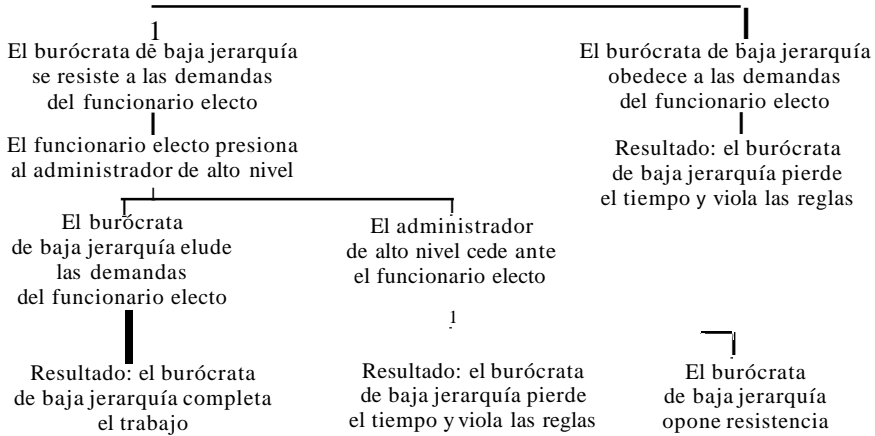 1
El burócrata de baja jerarquía
se resiste a las demandas
del funcionario electo
El burócrata de baja jerarquía
obedece a las demandas
del funcionario electo
El funcionario electo presiona
al administrador de alto nivel
Resultado: el burócrata
de baja jerarquía pierde
el tiempo y viola las reglas
El burócrata
de baja jerarquía elude
las demandas
del funcionario electo
El administrador
de alto nivel cede ante
el funcionario electo
1
Resultado: el burócrata
de baja jerarquía completa
el trabajo
Resultado: el burócrata
de baja jerarquía pierde
el tiempo y viola las reglas
El burócrata
de baja jerarquía
opone resistencia